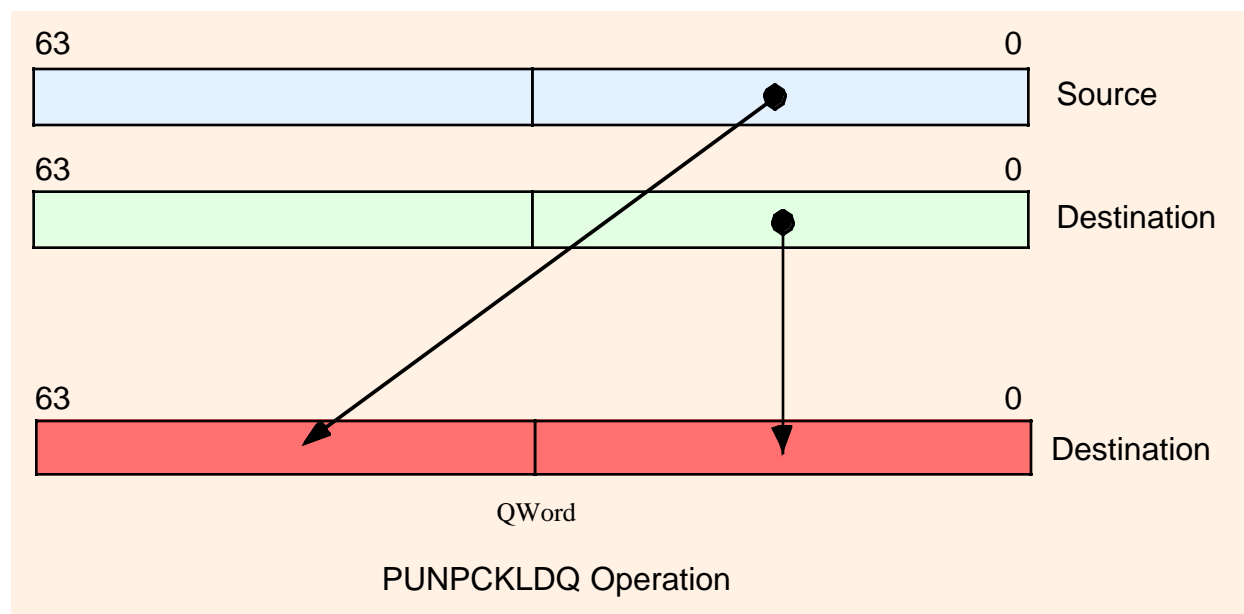 63 0
Source
63 0
Destination
63 0
Destination
QWord
PUNPCKLDQ Operation